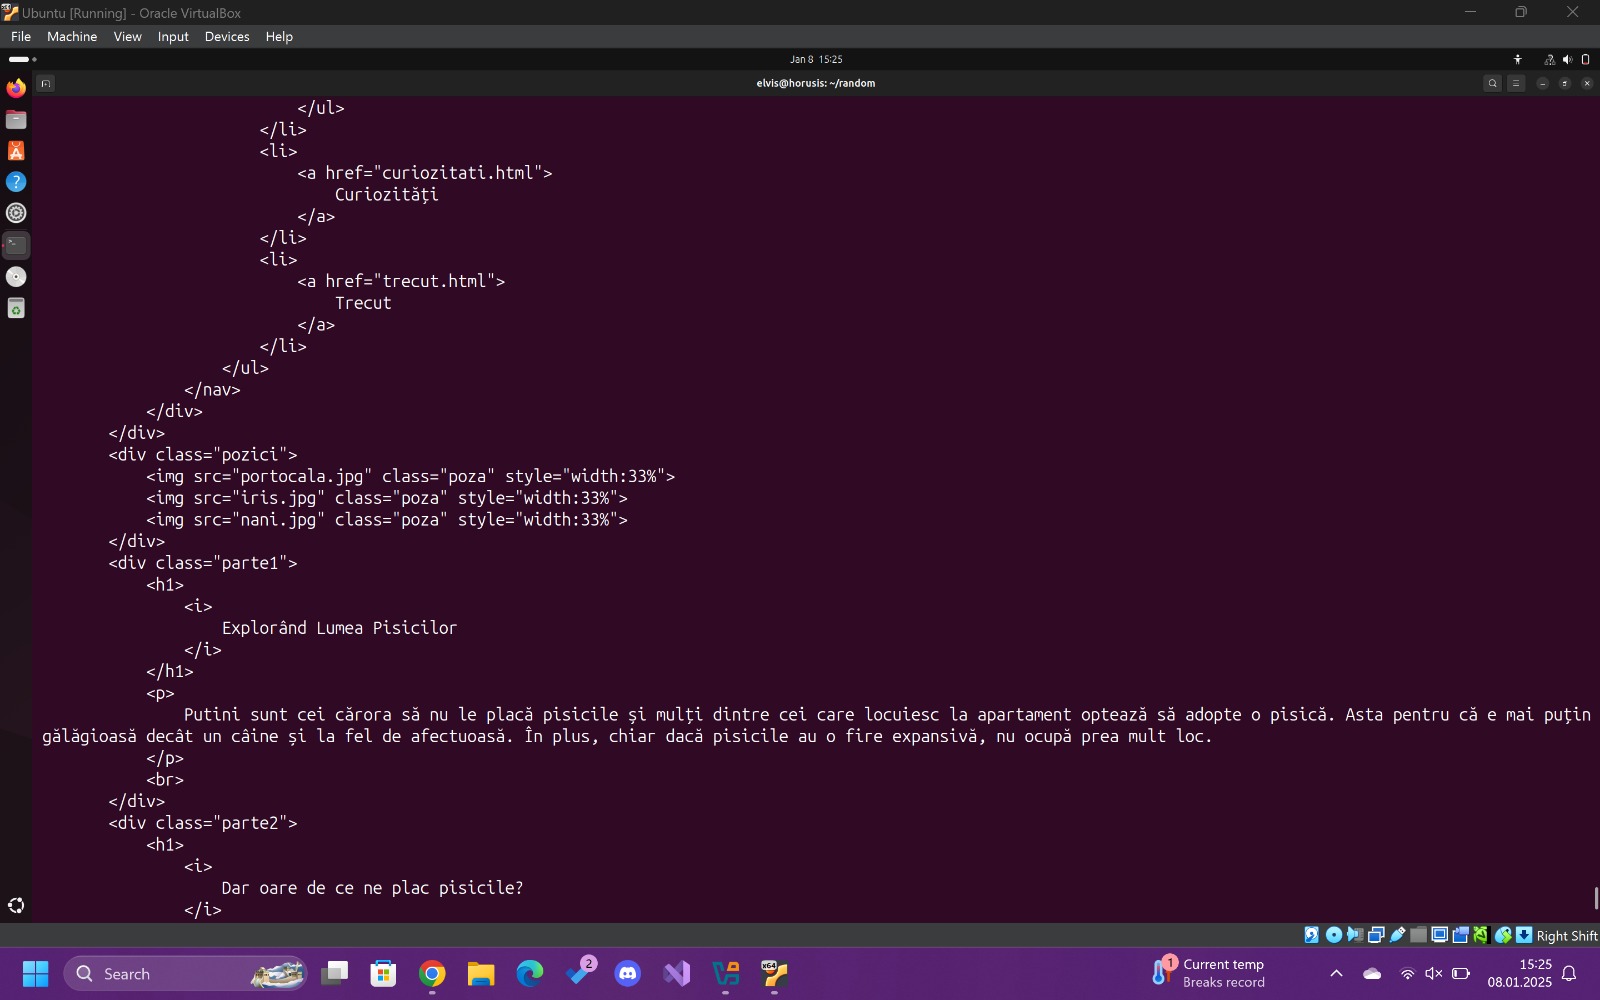 Ubuntu [Running] - Oracle VirtualBox
File Machine View Input Devices Help
Jan 8 15:25
elvis@horusis: ~/random
</ul>
</li>
<li>
<a href="curiozitati.html">
Curiozități
</a>
</li>
<li>
<a href="trecut.html">
Trecut
</a>
</li>
</ul>
</nav>
</div>
</div>
<div class="pozici">
<img src="portocala.jpg" class="poza" style="width:33%">
<img src="iris.jpg" class="poza" style="width:33%">
<img src="nani.jpg" class="poza" style="width:33%">
</div>
<div class="parte1">
<h1>
<i>
Explorând Lumea Pisicilor
</i>
</h1>
<p>
Putini sunt cei cărora să nu le placă pisicile și mulți dintre cei care locuiesc la apartament optează să adopte o pisică. Asta pentru că e mai puțin
gălăgioasă decât un câine și la fel de afectuoasă. În plus, chiar dacă pisicile au o fire expansivă, nu ocupă prea mult loc.
</p>
<br>
</div>
<div class="parte2">
<h1>
<i>
Dar oare de ce ne plac pisicile?
</i>
Right Shift
Search
2
X64
1
Current temp
Breaks record
15:25
08.01.2025